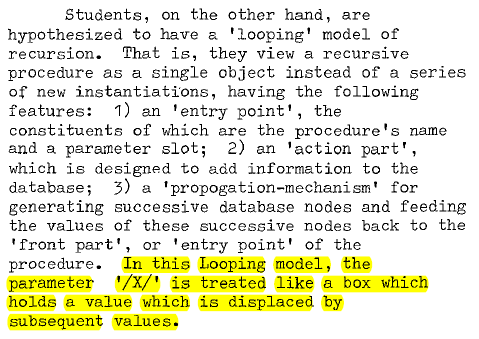 Students, on the other hand, are
hypothesized to have a 'looping' model of
recursion. That is, they view a recursive
procedure as a single object instead of a series
of new instantiations, having the following
features: 1) an 'entry point', the
constituents of which are the procedure's name
and a parameter slot; 2) an 'action part',
which is designed to add information to the
database; 3) a 'propogation-mechanism' for
generating successive database nodes and feeding
the values of these successive nodes back to the
'front part', or 'entry point' of the
procedure. In this Looping model, the
parameter '/X/' is treated like a box which
holds a value which is displaced by
subsequent values.